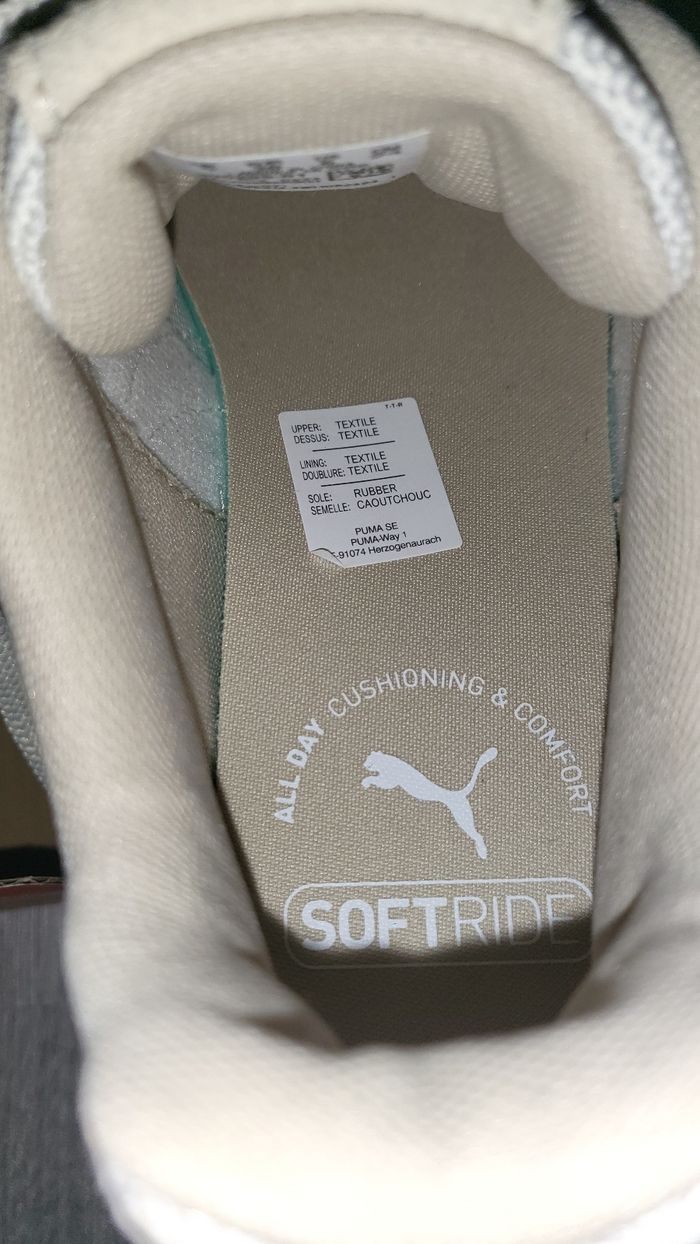 T-T-R
UPPER: TEXTILE
DESSUS: TEXTILE
LINING: TEXTILE
DOUBLURE: TEXTILE
SOLE: RUBBER
SEMELLE: CAOUTCHOUC
PUMA SE
PUMA-Way 1
-91074 Herzogenaurach
ALL DAY CUSHIONING & COMFORT
SOFTRIDE